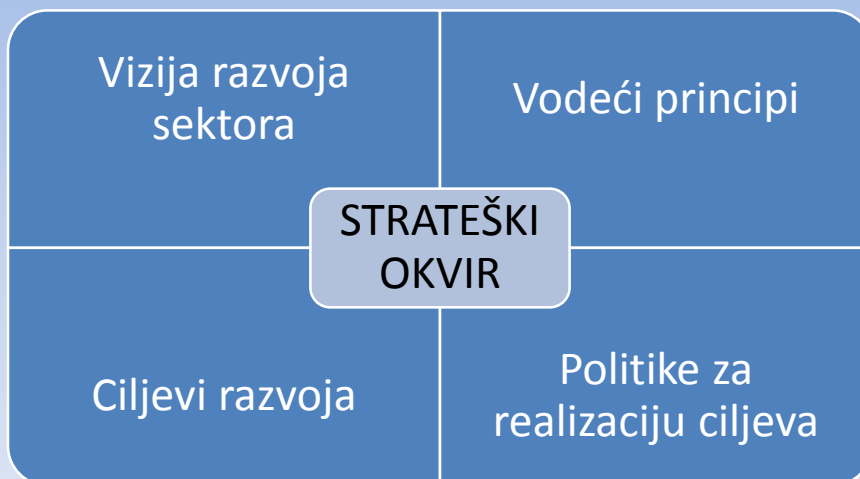 Vizija razvoja
sektora
Vodeći principi
STRATEŠKI
OKVIR
Ciljevi razvoja
Politike za
realizaciju ciljeva